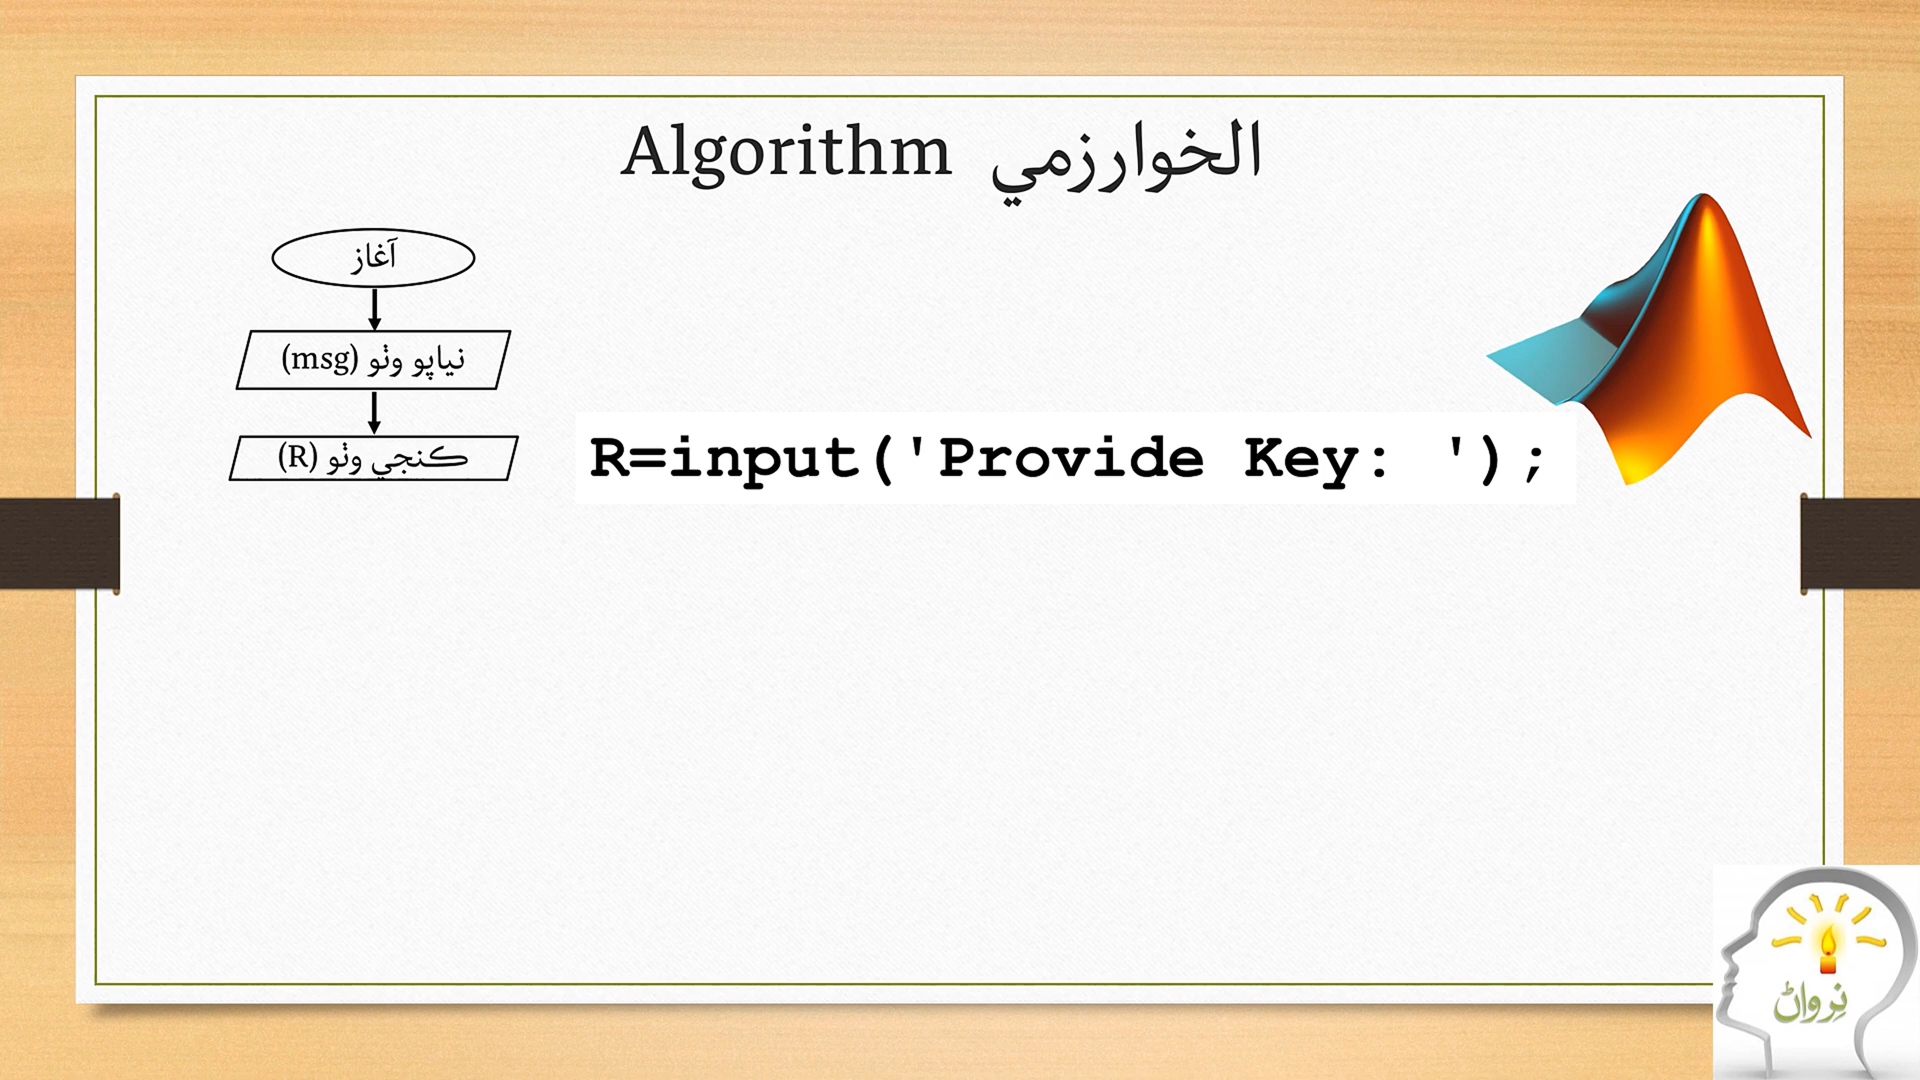 Algorithm الخوارزمي
آغاز
نياپو وٺو (msg)
ڪنجي وٺو (R)
R=input('Provide Key: ');
نِرواڻ